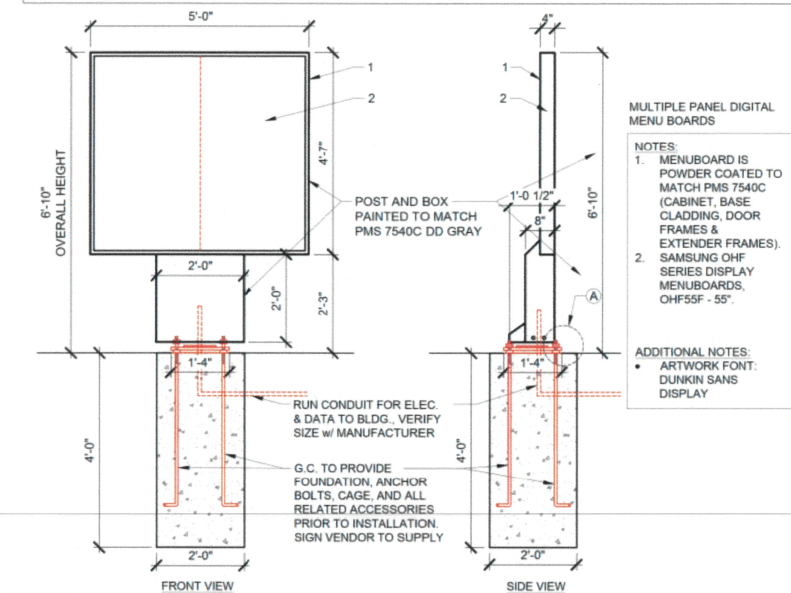 5'-0"
4"
1
2
1
2
4'-7"
6'-10"
OVERALL HEIGHT
6'-10"
MULTIPLE PANEL DIGITAL
MENU BOARDS
NOTES:
1. MENUBOARD IS
POWDER COATED TO
MATCH PMS 7540C
(CABINET, BASE
CLADDING, DOOR
FRAMES &
EXTENDER FRAMES).
2. SAMSUNG OHF
SERIES DISPLAY
MENUBOARDS,
OHF55F - 55".
ADDITIONAL NOTES:
• ARTWORK FONT:
DUNKIN SANS
DISPLAY
POST AND BOX
PAINTED TO MATCH
PMS 7540C DD GRAY
1'-0 1/2"
8"
2'-0"
2'-0"
2'-3"
A
1'-4"
1'-4"
RUN CONDUIT FOR ELEC.
& DATA TO BLDG., VERIFY
SIZE w/ MANUFACTURER
4'-0"
4'-0"
G.C. TO PROVIDE
FOUNDATION, ANCHOR
BOLTS, CAGE, AND ALL
RELATED ACCESSORIES
PRIOR TO INSTALLATION.
SIGN VENDOR TO SUPPLY
2'-0"
2'-0"
FRONT VIEW
SIDE VIEW